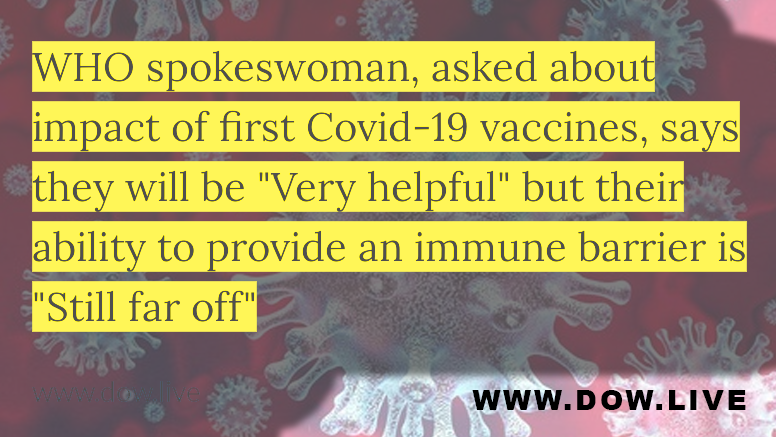 WHO spokeswoman, asked about
impact of first Covid-19 vaccines, says
they will be "Very helpful" but their
ability to provide an immune barrier is
"Still far off"
www.dow.live
WWW.DOW.LIVE